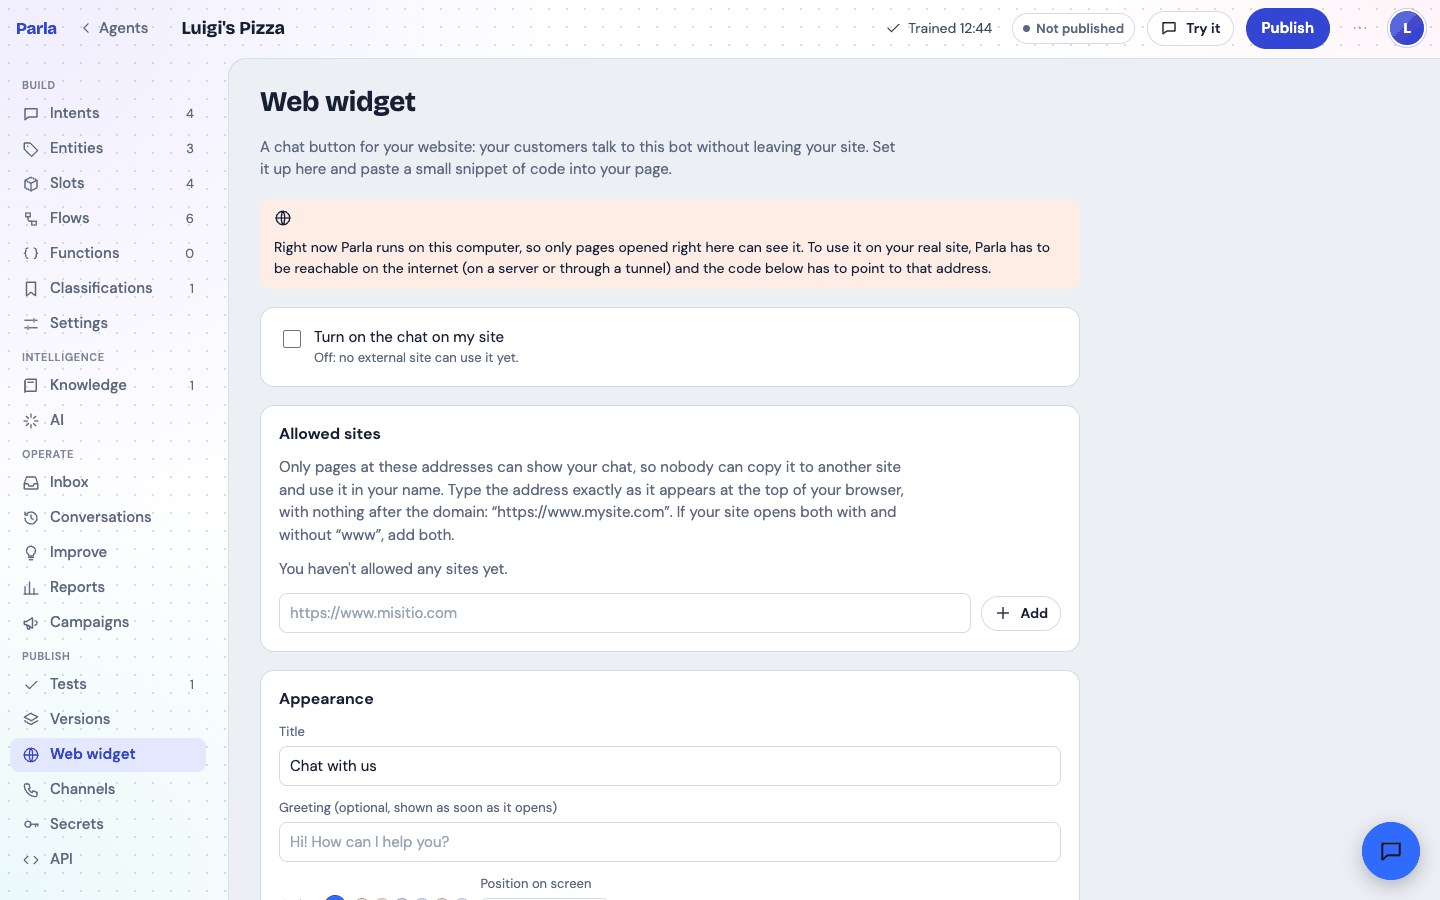 Parla
Agents
Luigi's Pizza
Trained 12:44
Not published
Try it
Publish
L
BUILD
Intents 4
Entities 3
Slots 4
Flows 6
Functions 0
Classifications 1
Settings
INTELLIGENCE
Knowledge 1
AI
OPERATE
Inbox
Conversations
Improve
Reports
Campaigns
PUBLISH
Tests 1
Versions
Web widget
Channels
Secrets
API
Web widget
A chat button for your website: your customers talk to this bot without leaving your site. Set
it up here and paste a small snippet of code into your page.
Right now Parla runs on this computer, so only pages opened right here can see it. To use it on your real site, Parla has to
be reachable on the internet (on a server or through a tunnel) and the code below has to point to that address.
Turn on the chat on my site
Off: no external site can use it yet.
Allowed sites
Only pages at these addresses can show your chat, so nobody can copy it to another site
and use it in your name. Type the address exactly as it appears at the top of your browser,
with nothing after the domain: “https://www.mysite.com”. If your site opens both with and
without “www”, add both.
You haven't allowed any sites yet.
https://www.misitio.com
Add
Appearance
Title
Chat with us
Greeting (optional, shown as soon as it opens)
Hi! How can I help you?
Position on screen